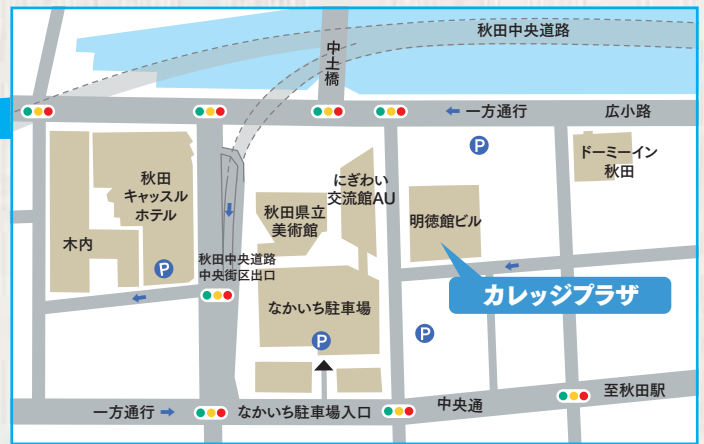 秋田中央道路
中土橋
← 一方通行
広小路
P
ドーミーイン
秋田
にぎわい
交流館AU
秋田
キャッスル
ホテル
秋田県立
美術館
明徳館ビル
木内
秋田中央道路
中央街区出口
P
カレッジプラザ
なかいち駐車場
P
P
至秋田駅
中央通
一方通行 →
なかいち駐車場入口